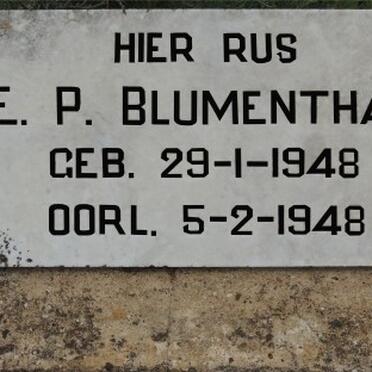 HIER RUS
E. P. BLUMENTHA
GEB. 29-1-1948
OORL. 5-2-1948